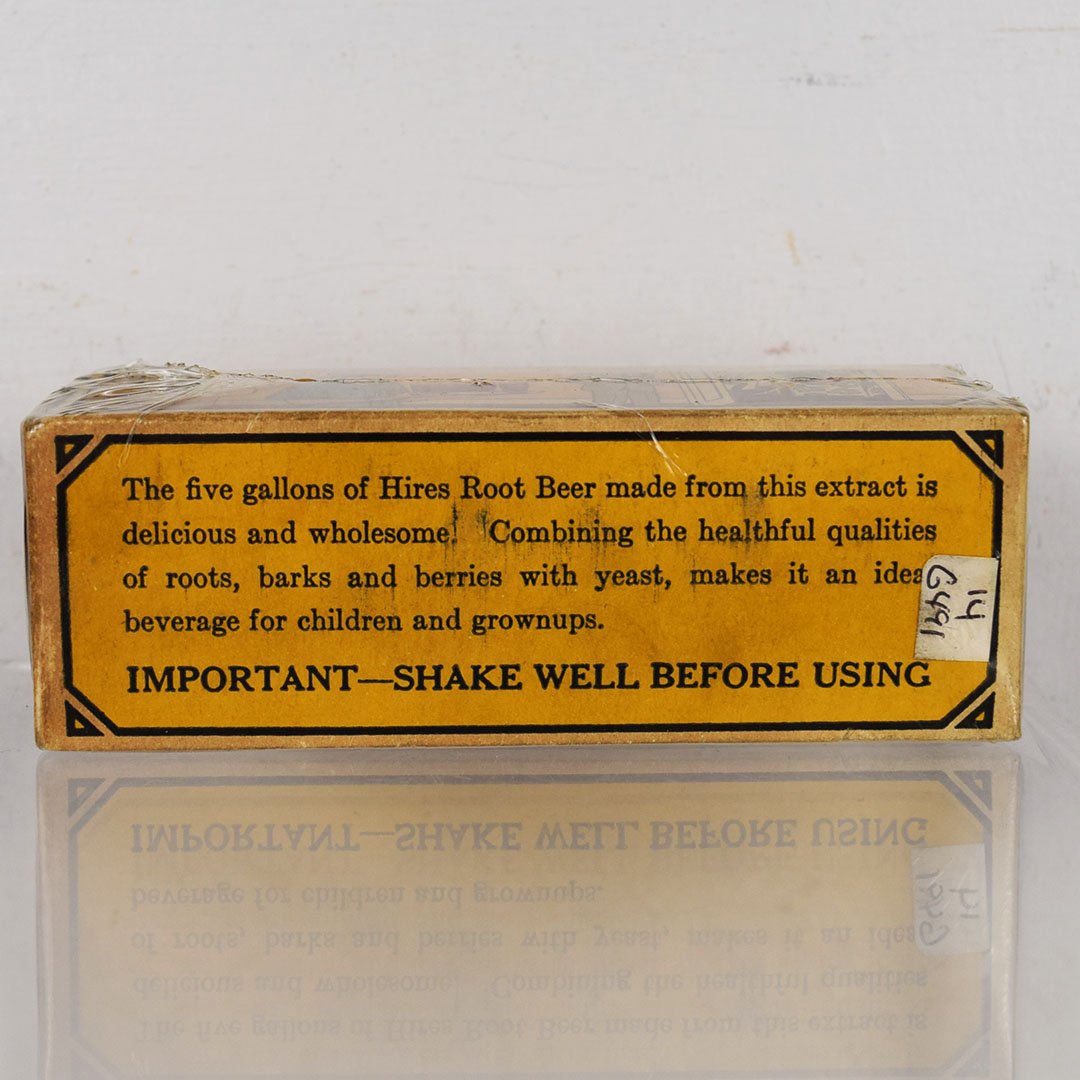 The five gallons of Hires Root Beer made from this extract is
delicious and wholesome. Combining the healthful qualities
of roots, barks and berries with yeast, makes it an idea
beverage for children and grownups.
IMPORTANT—SHAKE WELL BEFORE USING
14
G491